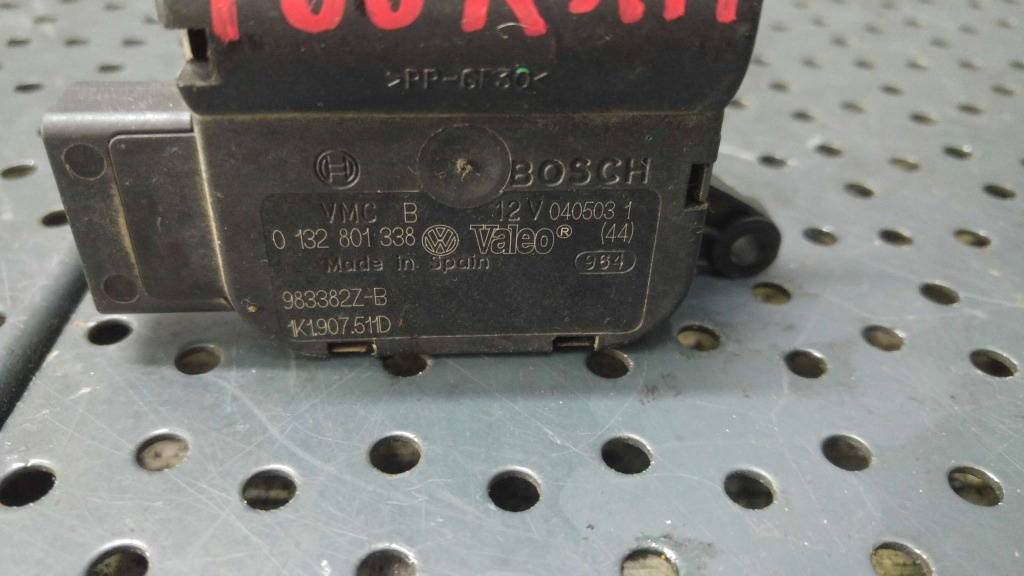 >PP-GF30<
BOSCH
VMC B 12 V 040503 1
0 132 801 338 VW Valeo® (44)
Made in Spain 964
983382Z-B
1K1.907.511D